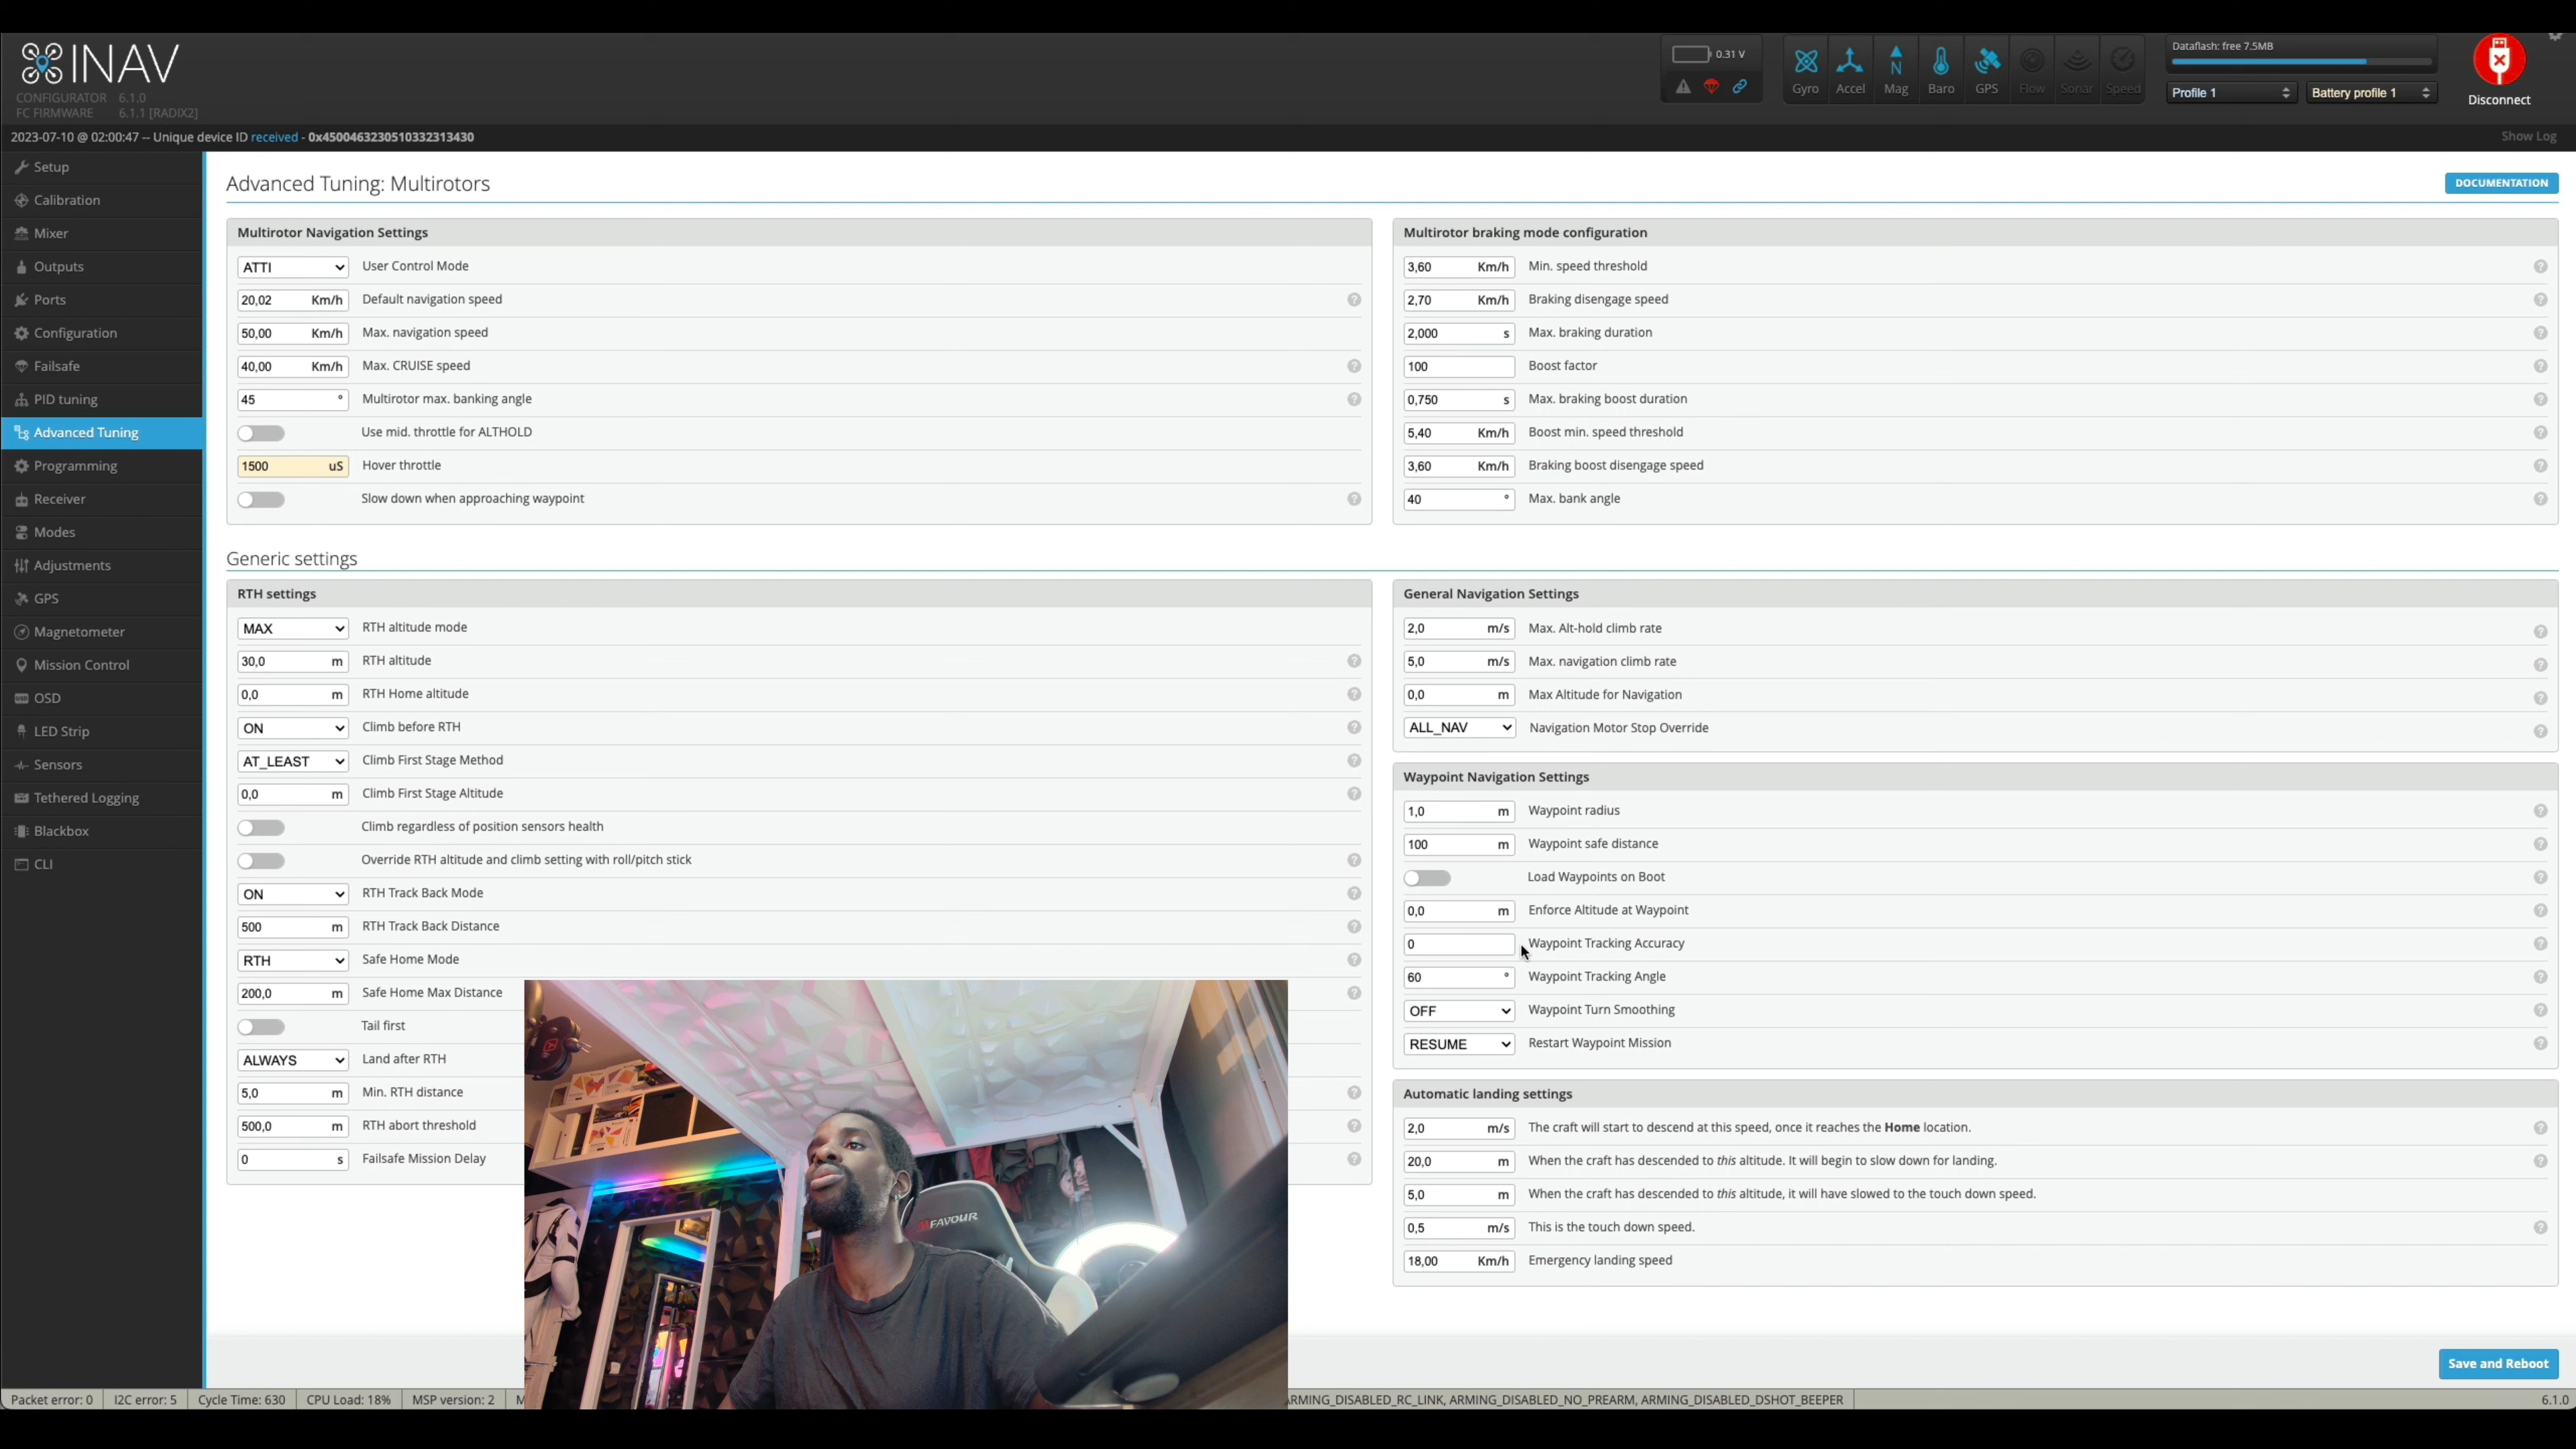 INAV
CONFIGURATOR 6.1.0
FC FIRMWARE 6.1.1 [RADIX2]
0.31 V
Gyro Accel Mag Baro GPS Flow Sonar Speed
Dataflash: free 7.5MB
Profile 1 Battery profile 1
Disconnect
2023-07-10 @ 02:00:47 -- Unique device ID received - 0x4500463230510332313430
Show Log
Setup
Calibration
Mixer
Outputs
Ports
Configuration
Failsafe
PID tuning
Advanced Tuning
Programming
Receiver
Modes
Adjustments
GPS
Magnetometer
Mission Control
OSD
LED Strip
Sensors
Tethered Logging
Blackbox
CLI
Advanced Tuning: Multirotors
DOCUMENTATION
Multirotor Navigation Settings
ATTI User Control Mode
20,02 Km/h Default navigation speed
50,00 Km/h Max. navigation speed
40,00 Km/h Max. CRUISE speed
45 ° Multirotor max. banking angle
Use mid. throttle for ALTHOLD
1500 uS Hover throttle
Slow down when approaching waypoint
Multirotor braking mode configuration
3,60 Km/h Min. speed threshold
2,70 Km/h Braking disengage speed
2,000 s Max. braking duration
100 Boost factor
0,750 s Max. braking boost duration
5,40 Km/h Boost min. speed threshold
3,60 Km/h Braking boost disengage speed
40 ° Max. bank angle
Generic settings
RTH settings
MAX RTH altitude mode
30,0 m RTH altitude
0,0 m RTH Home altitude
ON Climb before RTH
AT_LEAST Climb First Stage Method
0,0 m Climb First Stage Altitude
Climb regardless of position sensors health
Override RTH altitude and climb setting with roll/pitch stick
ON RTH Track Back Mode
500 m RTH Track Back Distance
RTH Safe Home Mode
200,0 m Safe Home Max Distance
Tail first
ALWAYS Land after RTH
5,0 m Min. RTH distance
500,0 m RTH abort threshold
0 s Failsafe Mission Delay
General Navigation Settings
2,0 m/s Max. Alt-hold climb rate
5,0 m/s Max. navigation climb rate
0,0 m Max Altitude for Navigation
ALL_NAV Navigation Motor Stop Override
Waypoint Navigation Settings
1,0 m Waypoint radius
100 m Waypoint safe distance
Load Waypoints on Boot
0,0 m Enforce Altitude at Waypoint
0 Waypoint Tracking Accuracy
60 ° Waypoint Tracking Angle
OFF Waypoint Turn Smoothing
RESUME Restart Waypoint Mission
Automatic landing settings
2,0 m/s The craft will start to descend at this speed, once it reaches the Home location.
20,0 m When the craft has descended to this altitude. It will begin to slow down for landing.
5,0 m When the craft has descended to this altitude, it will have slowed to the touch down speed.
0,5 m/s This is the touch down speed.
18,00 Km/h Emergency landing speed
FAVOUR
Save and Reboot
Packet error: 0 I2C error: 5 Cycle Time: 630 CPU Load: 18% MSP version: 2 M
ARMING_DISABLED_RC_LINK, ARMING_DISABLED_NO_PREARM, ARMING_DISABLED_DSHOT_BEEPER
6.1.0